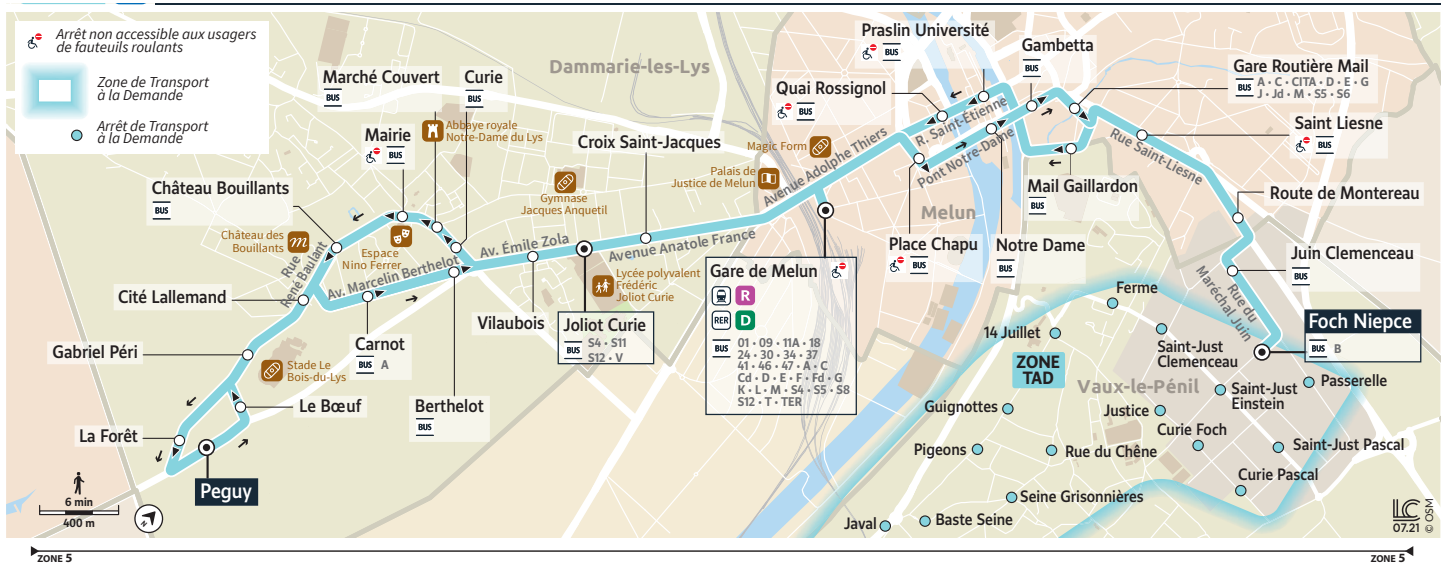 Arrêt non accessible aux usagers
de fauteuils roulants
Zone de Transport
à la Demande
Arrêt de Transport
à la Demande
Dammarie-les-Lys
Melun
Vaux-le-Pénil
Marché Couvert
BUS
Curie
BUS
Mairie
BUS
Abbaye royale
Notre-Dame du Lys
Château Bouillants
BUS
Château des
Bouillants
Espace
Nino Ferrer
Gymnase
Jacques Anquetil
Croix Saint-Jacques
Magic Form
Palais de
Justice de Melun
Quai Rossignol
BUS
Praslin Université
BUS
Gambetta
BUS
Gare Routière Mail
BUS
A • C • CITA • D • E • G
J • Jd • M • S5 • S6
Saint Liesne
BUS
R. Saint-Étienne
Pont Notre-Dame
Avenue Adolphe Thiers
Avenue Anatole France
Av. Émile Zola
Av. Marcelin Berthelot
Rue
René Baulant
Rue Saint-Liesne
Rue du
Maréchal Juin
Mail Gaillardon
BUS
Route de Montereau
Place Chapu
BUS
Notre Dame
BUS
Juin Clemenceau
BUS
Cité Lallemand
Gabriel Péri
Stade Le
Bois-du-Lys
Carnot
BUS
A
Le Bœuf
La Forêt
Peguy
Berthelot
BUS
Vilaubois
Joliot Curie
BUS
S4 • S11
S12 • V
Lycée polyvalent
Frédéric
Joliot Curie
Gare de Melun
R
RER
D
BUS
01 • 09 • 11A • 18
24 • 30 • 34 • 37
41 • 46 • 47 • A • C
Cd • D • E • F • Fd • G
K • L • M • S4 • S5 • S8
S12 • T • TER
Foch Niepce
BUS
B
ZONE
TAD
Ferme
14 Juillet
Saint-Just
Clemenceau
Saint-Just
Einstein
Passerelle
Guignottes
Justice
Curie Foch
Pigeons
Rue du Chêne
Saint-Just Pascal
Curie Pascal
Seine Grisonnières
Javal
Baste Seine
6 min
400 m
LC
07.21
© OSM
ZONE 5
ZONE 5